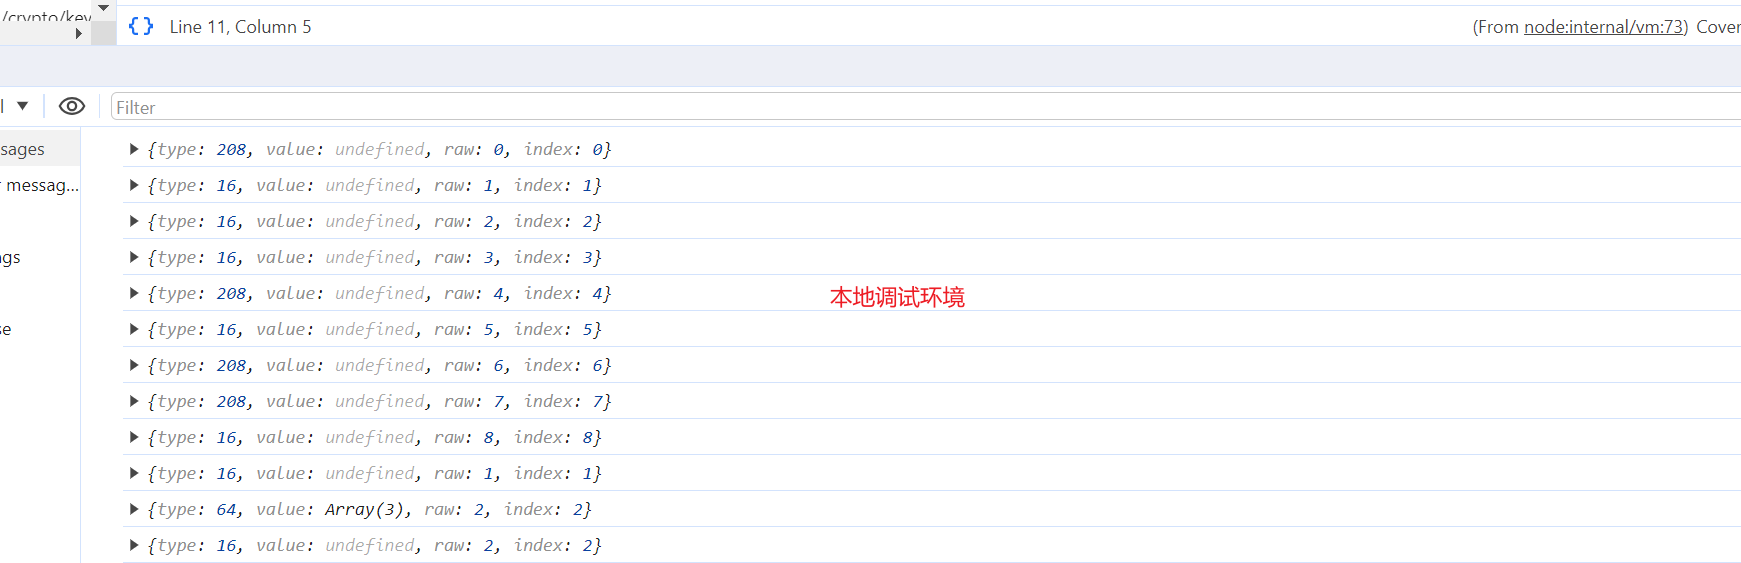 /crypto/key
{} Line 11, Column 5
(From node:internal/vm:73) Cover
Filter
sages
{type: 208, value: undefined, raw: 0, index: 0}
r messag...
{type: 16, value: undefined, raw: 1, index: 1}
{type: 16, value: undefined, raw: 2, index: 2}
ngs
{type: 16, value: undefined, raw: 3, index: 3}
{type: 208, value: undefined, raw: 4, index: 4}
本地调试环境
se
{type: 16, value: undefined, raw: 5, index: 5}
{type: 208, value: undefined, raw: 6, index: 6}
{type: 208, value: undefined, raw: 7, index: 7}
{type: 16, value: undefined, raw: 8, index: 8}
{type: 16, value: undefined, raw: 1, index: 1}
{type: 64, value: Array(3), raw: 2, index: 2}
{type: 16, value: undefined, raw: 2, index: 2}